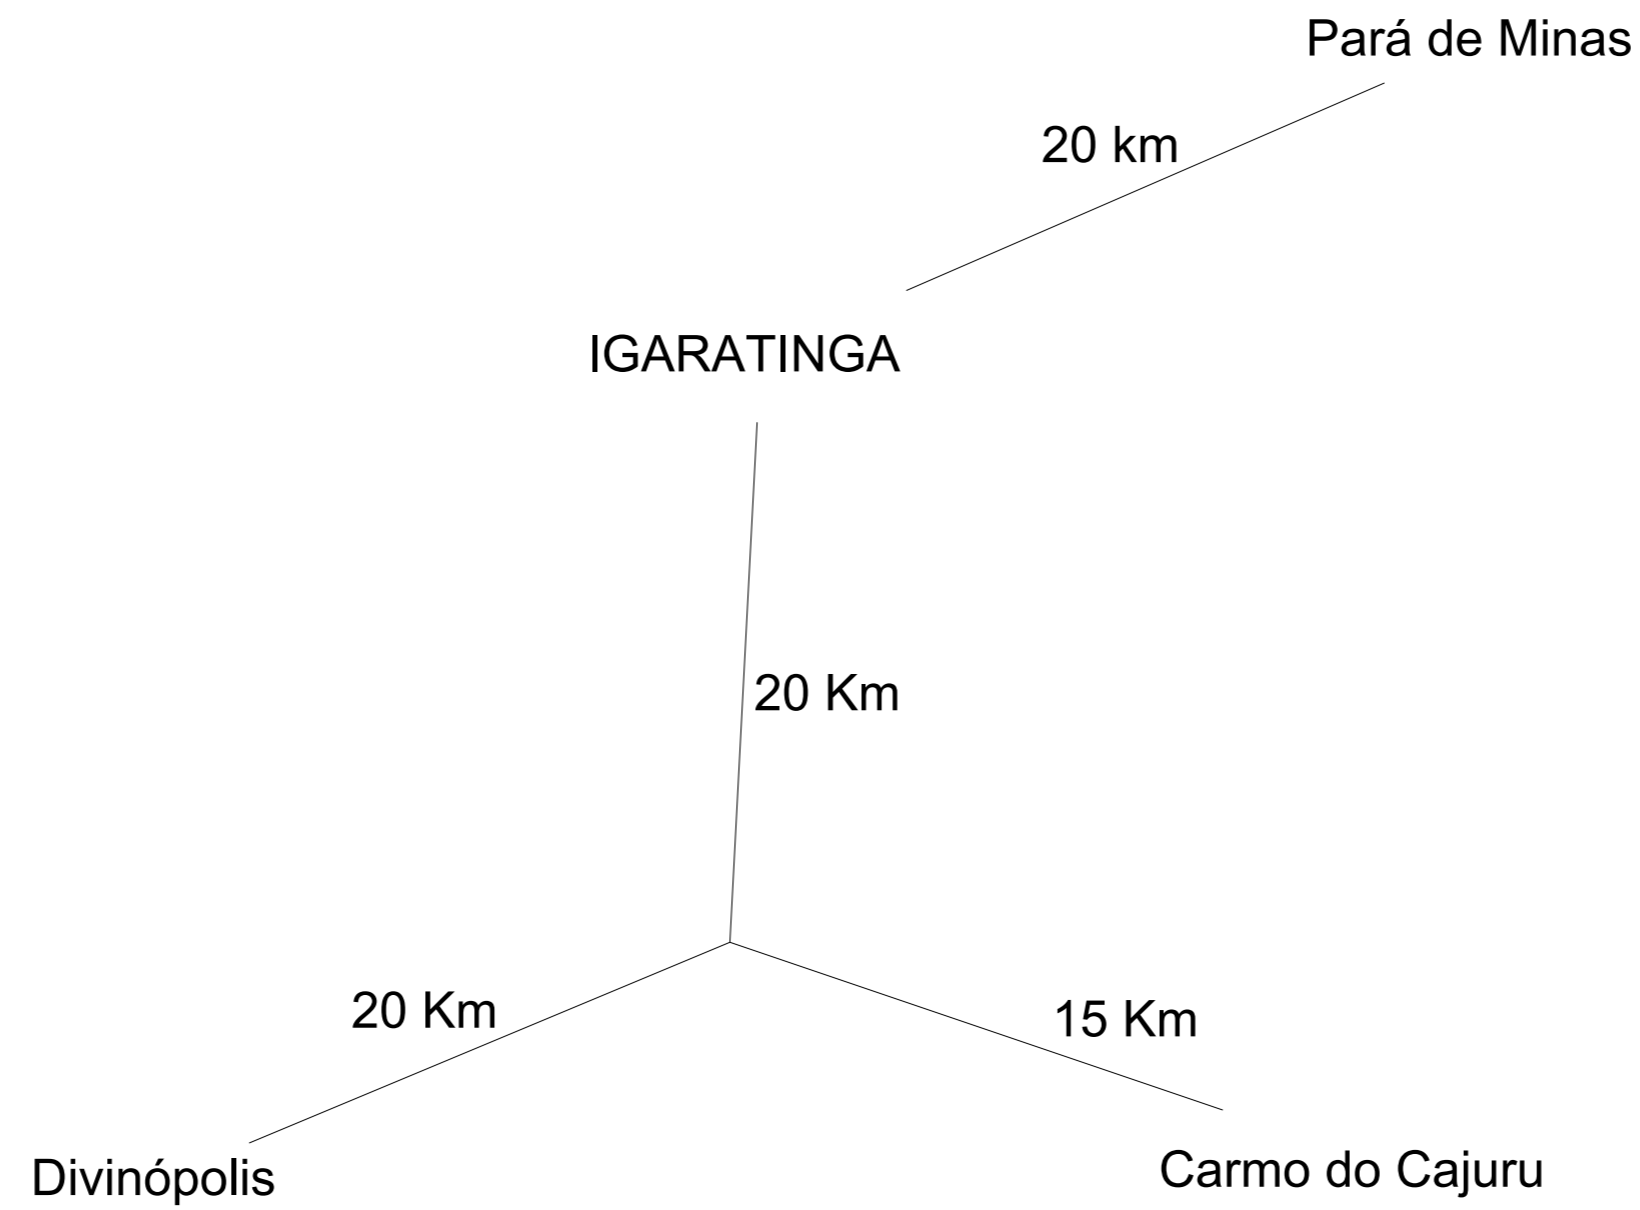 Pará de Minas
20 km
IGARATINGA
20 Km
20 Km
15 Km
Divinópolis
Carmo do Cajuru